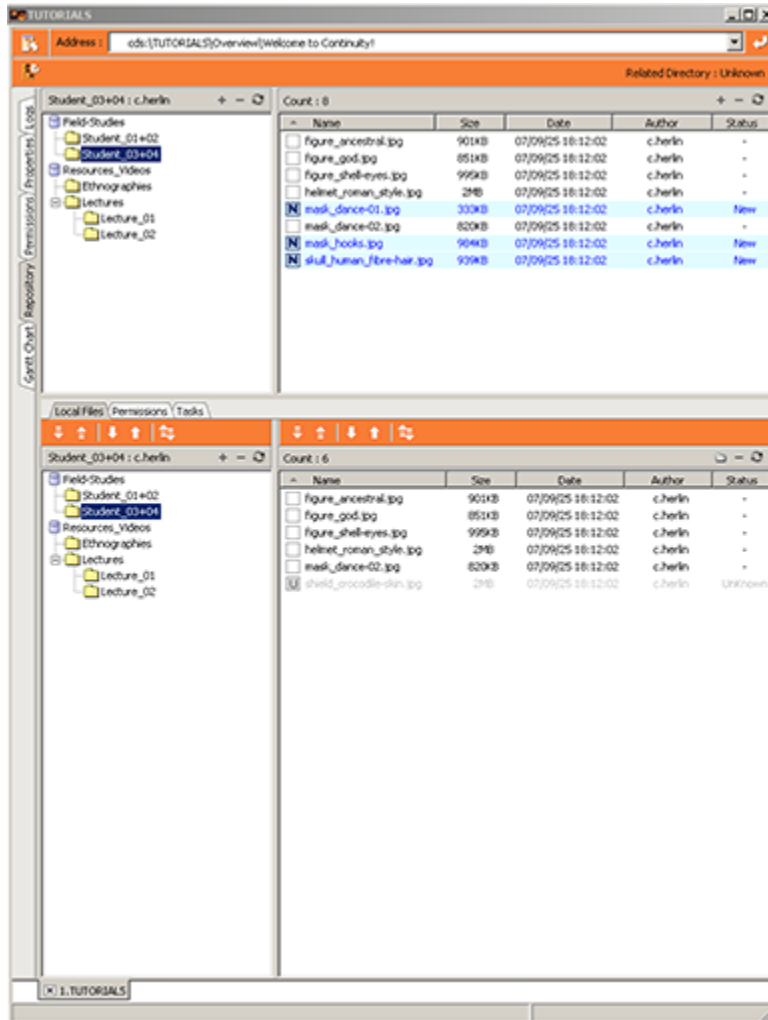 TUTORIALS
Address : cds:\TUTORIALS\Overview\Welcome to Continuity!
Related Directory : Unknown
Logs
Properties
Permissions
Repository
Gantt Chart
Student_03+04 : c.herlin + -
Field-Studies
Student_01+02
Student_03+04
Resources_Videos
Ethnographies
Lectures
Lecture_01
Lecture_02
Count : 8 + -
Name Size Date Author Status
figure_ancestral.jpg 901KB 07/09/25 18:12:02 c.herlin -
figure_god.jpg 851KB 07/09/25 18:12:02 c.herlin -
figure_shell-eyes.jpg 995KB 07/09/25 18:12:02 c.herlin -
helmet_roman_style.jpg 2MB 07/09/25 18:12:02 c.herlin -
N mask_dance-01.jpg 333KB 07/09/25 18:12:02 c.herlin New
mask_dance-02.jpg 820KB 07/09/25 18:12:02 c.herlin -
N mask_hooks.jpg 984KB 07/09/25 18:12:02 c.herlin New
N skull_human_fibre-hair.jpg 939KB 07/09/25 18:12:02 c.herlin New
Local Files Permissions Tasks
Student_03+04 : c.herlin + -
Field-Studies
Student_01+02
Student_03+04
Resources_Videos
Ethnographies
Lectures
Lecture_01
Lecture_02
Count : 6 -
Name Size Date Author Status
figure_ancestral.jpg 901KB 07/09/25 18:12:02 c.herlin -
figure_god.jpg 851KB 07/09/25 18:12:02 c.herlin -
figure_shell-eyes.jpg 995KB 07/09/25 18:12:02 c.herlin -
helmet_roman_style.jpg 2MB 07/09/25 18:12:02 c.herlin -
mask_dance-02.jpg 820KB 07/09/25 18:12:02 c.herlin -
U shield_crocodile-skin.jpg 2MB 07/09/25 18:12:02 c.herlin Unknown
1.TUTORIALS